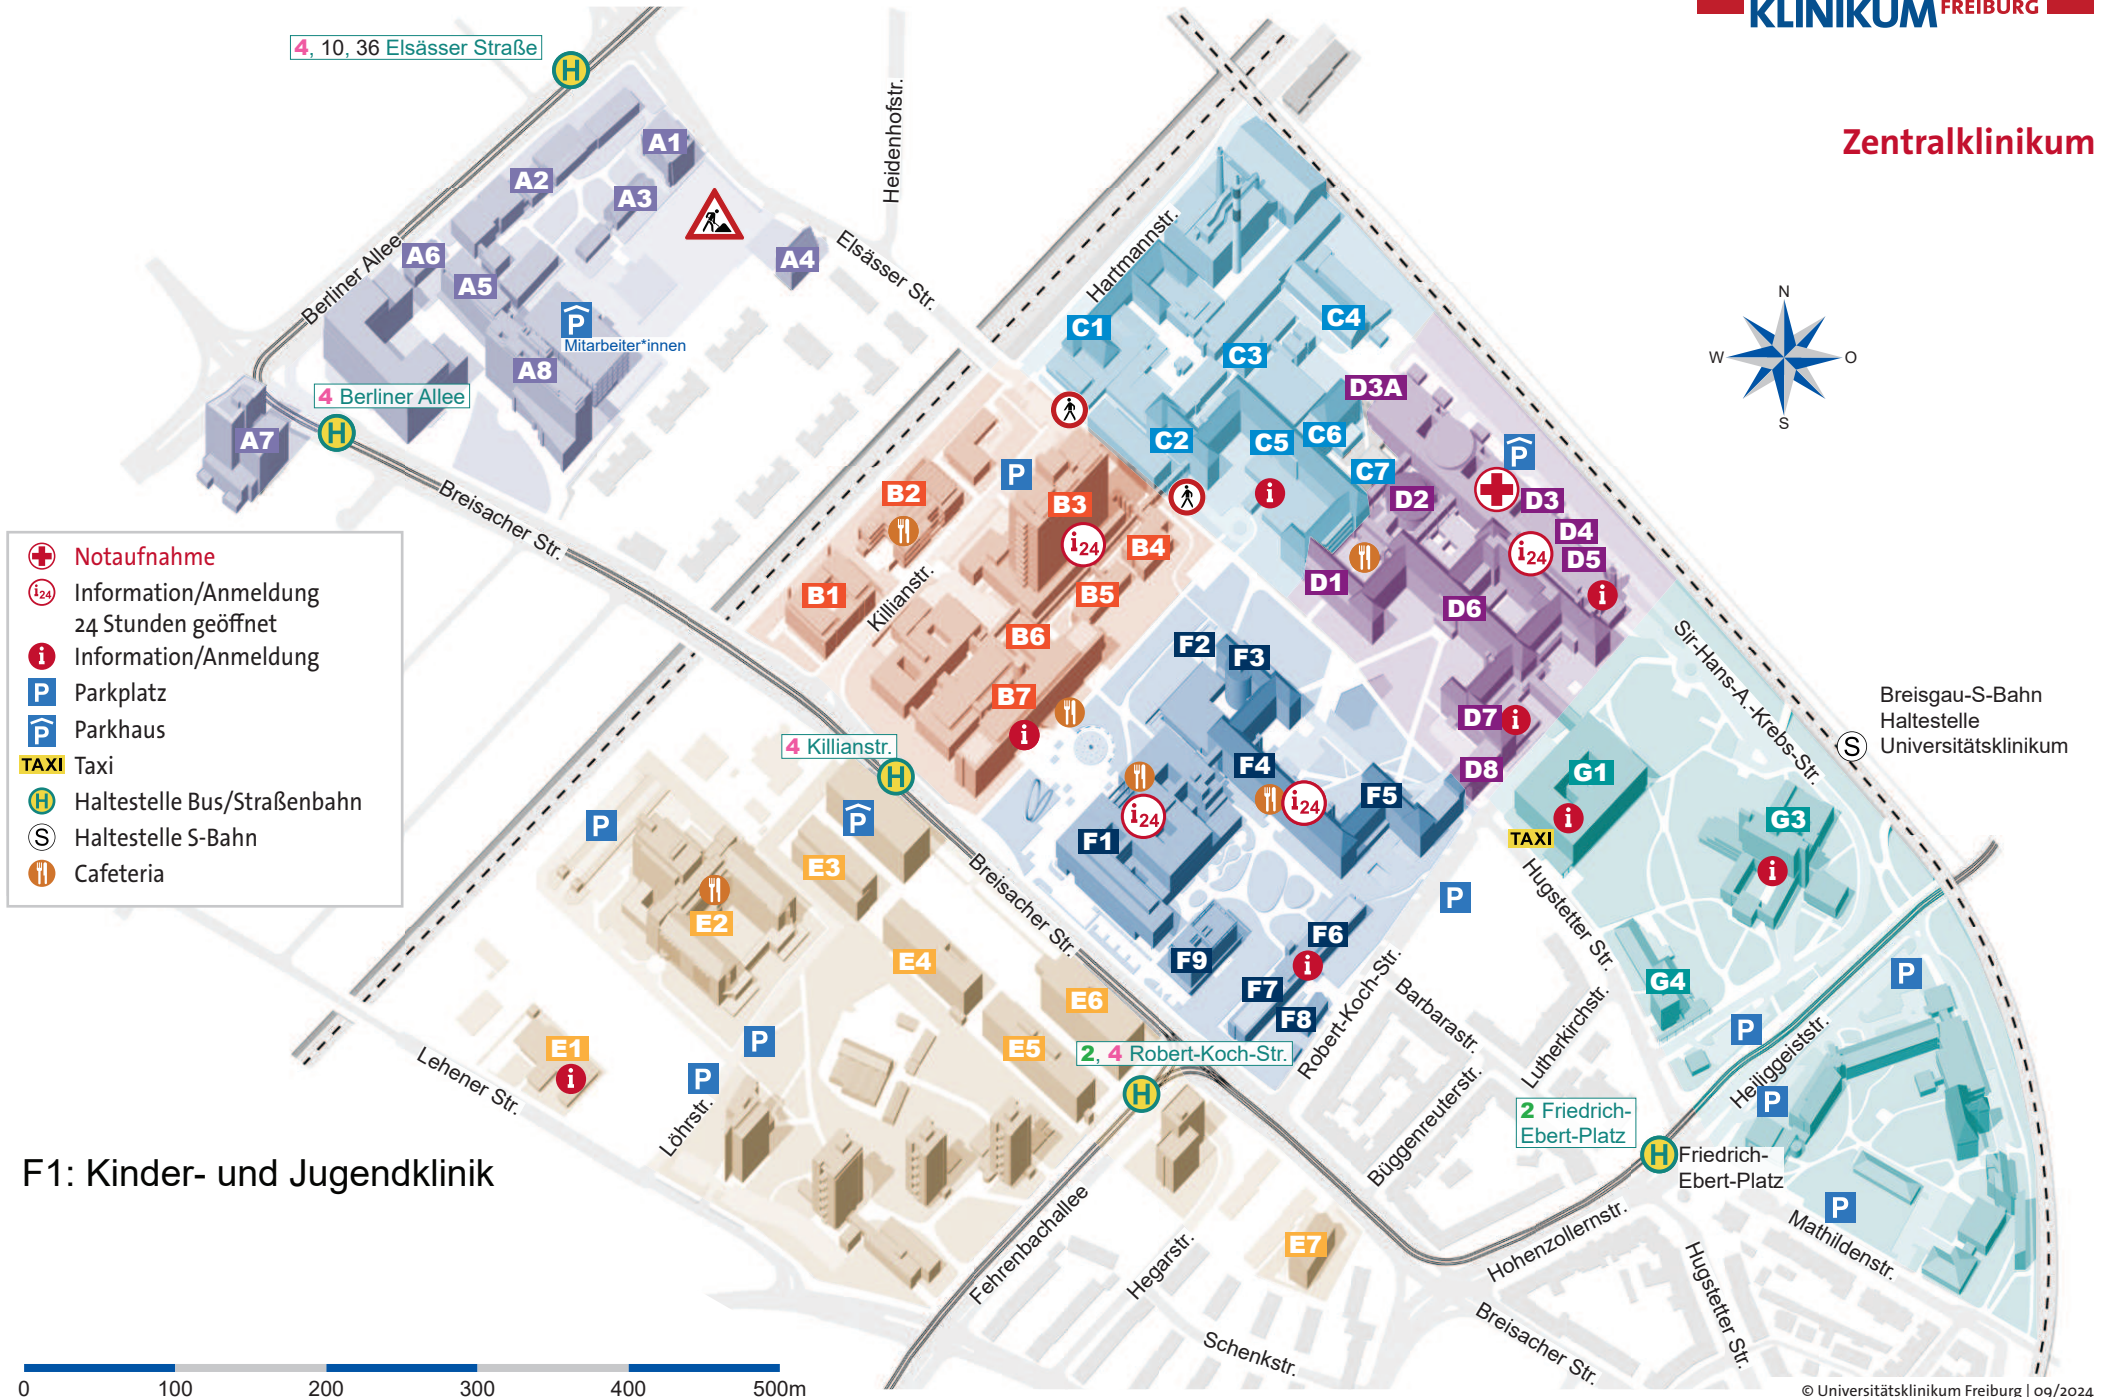 KLINIKUM FREIBURG
Zentralklinikum
4, 10, 36 Elsässer Straße
H
A1
A2
A3
A4
A5
A6
A7
A8
P
Mitarbeiter*innen
Berliner Allee
4 Berliner Allee
H
Heidenhofstr.
Elsässer Str.
Hartmannstr.
Breisacher Str.
N
W
O
S
C1
C2
C3
C4
C5
C6
C7
i
D3A
D1
D2
P
D3
D4
i24
D5
i
D6
D7
i
D8
B1
B2
P
B3
i24
B4
B5
B6
B7
i
Killianstr.
Notaufnahme
i24 Information/Anmeldung
24 Stunden geöffnet
i Information/Anmeldung
P Parkplatz
P Parkhaus
TAXI Taxi
H Haltestelle Bus/Straßenbahn
S Haltestelle S-Bahn
Cafeteria
F2
F3
F4
i24
F5
F1
i24
F6
i
F7
F8
F9
Sir-Hans-A.-Krebs-Str.
Breisgau-S-Bahn
Haltestelle
S Universitätsklinikum
G1
i
TAXI
G3
i
G4
P
P
P
P
P
4 Killianstr.
H
P
P
E3
E2
E4
E6
E5
E1
i
P
P
E7
Breisacher Str.
Hugstetter Str.
Robert-Koch-Str.
Barbarastr.
Lutherkirchstr.
Büggenreuterstr.
Heiliggeiststr.
2, 4 Robert-Koch-Str.
H
2 Friedrich-
Ebert-Platz
H
Friedrich-
Ebert-Platz
Lehener Str.
Löhrstr.
Fehrenbachallee
Hegarstr.
Schenkstr.
Hohenzollernstr.
Breisacher Str.
Hugstetter Str.
Mathildenstr.
F1: Kinder- und Jugendklinik
0 100 200 300 400 500m
© Universitätsklinikum Freiburg | 09/2024